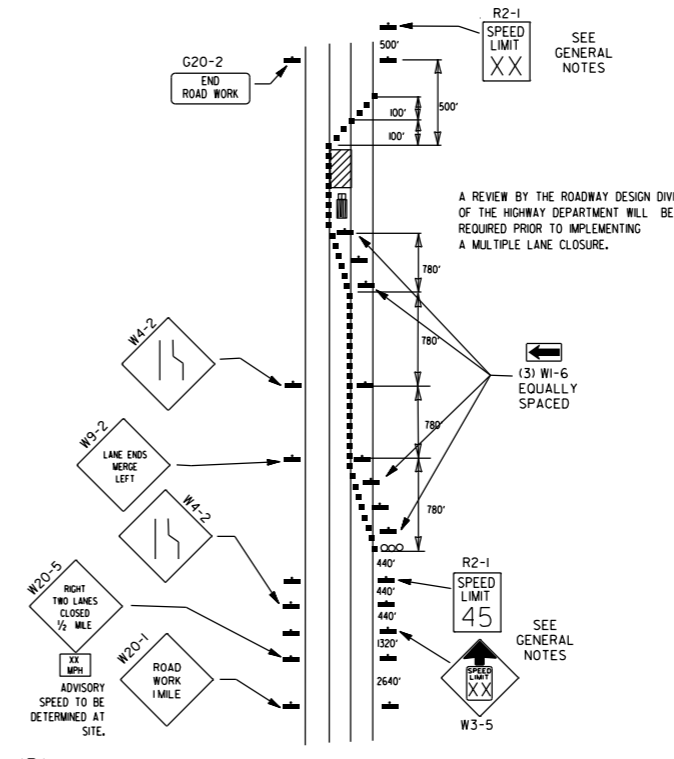 R2-1
SPEED
LIMIT
XX
SEE
GENERAL
NOTES
500'
G20-2
END
ROAD WORK
500'
100'
100'
A REVIEW BY THE ROADWAY DESIGN DIVI
OF THE HIGHWAY DEPARTMENT WILL BE
REQUIRED PRIOR TO IMPLEMENTING
A MULTIPLE LANE CLOSURE.
780'
780'
W4-2
(3) W1-6
EQUALLY
SPACED
780'
W9-2
LANE ENDS
MERGE
LEFT
780'
W4-2
440'
R2-1
SPEED
LIMIT
45
440'
W20-5
RIGHT
TWO LANES
CLOSED
½ MILE
XX
MPH
ADVISORY
SPEED TO BE
DETERMINED AT
SITE.
440'
SEE
GENERAL
NOTES
1320'
W20-1
ROAD
WORK
1 MILE
2640'
SPEED
LIMIT
XX
W3-5